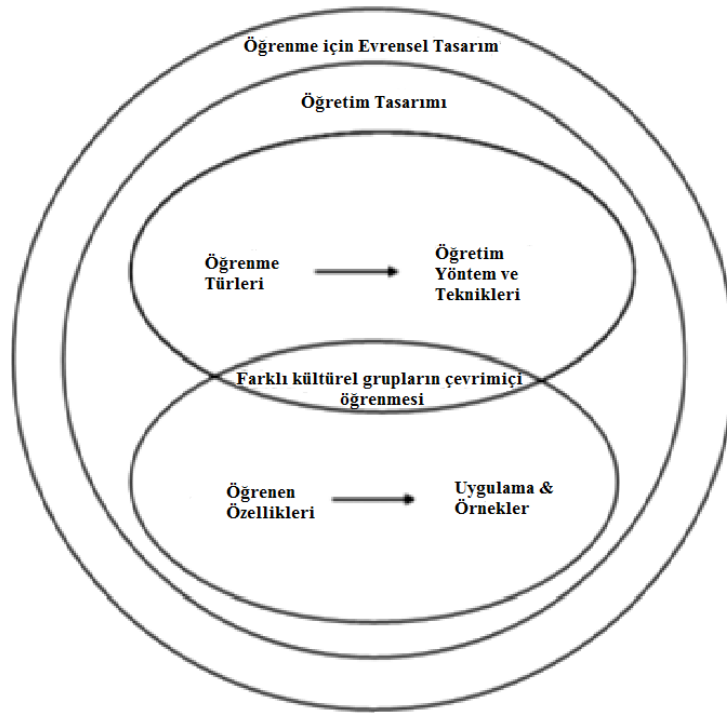 Öğrenme için Evrensel Tasarım
Öğretim Tasarımı
Öğrenme
Türleri
Öğretim
Yöntem ve
Teknikleri
Farklı kültürel grupların çevrimiçi
öğrenmesi
Öğrenen
Özellikleri
Uygulama &
Örnekler